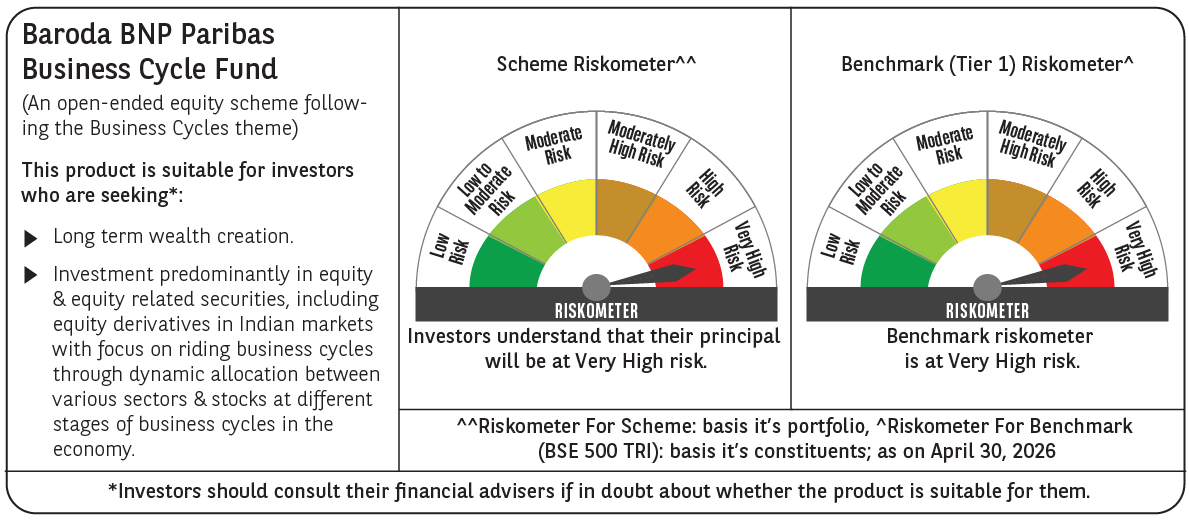 Baroda BNP Paribas
Business Cycle Fund
(An open-ended equity scheme follow-
ing the Business Cycles theme)
This product is suitable for investors
who are seeking*:
Long term wealth creation.
Investment predominantly in equity
& equity related securities, including
equity derivatives in Indian markets
with focus on riding business cycles
through dynamic allocation between
various sectors & stocks at different
stages of business cycles in the
economy.
Scheme Riskometer^^
Low
Risk
Low to
Moderate
Risk
Moderate
Risk
Moderately
High Risk
High
Risk
Very High
Risk
RISKOMETER
Investors understand that their principal
will be at Very High risk.
Benchmark (Tier 1) Riskometer^
Low
Risk
Low to
Moderate
Risk
Moderate
Risk
Moderately
High Risk
High
Risk
Very High
Risk
RISKOMETER
Benchmark riskometer
is at Very High risk.
^^Riskometer For Scheme: basis it's portfolio, ^Riskometer For Benchmark
(BSE 500 TRI): basis it's constituents; as on April 30, 2026
*Investors should consult their financial advisers if in doubt about whether the product is suitable for them.